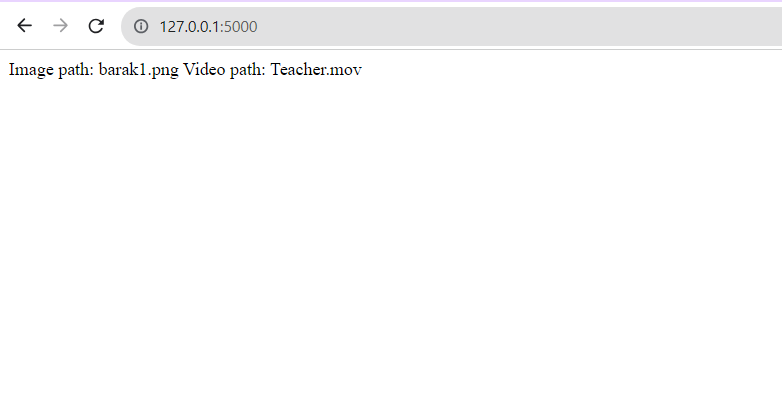 127.0.0.1:5000
Image path: barak1.png Video path: Teacher.mov